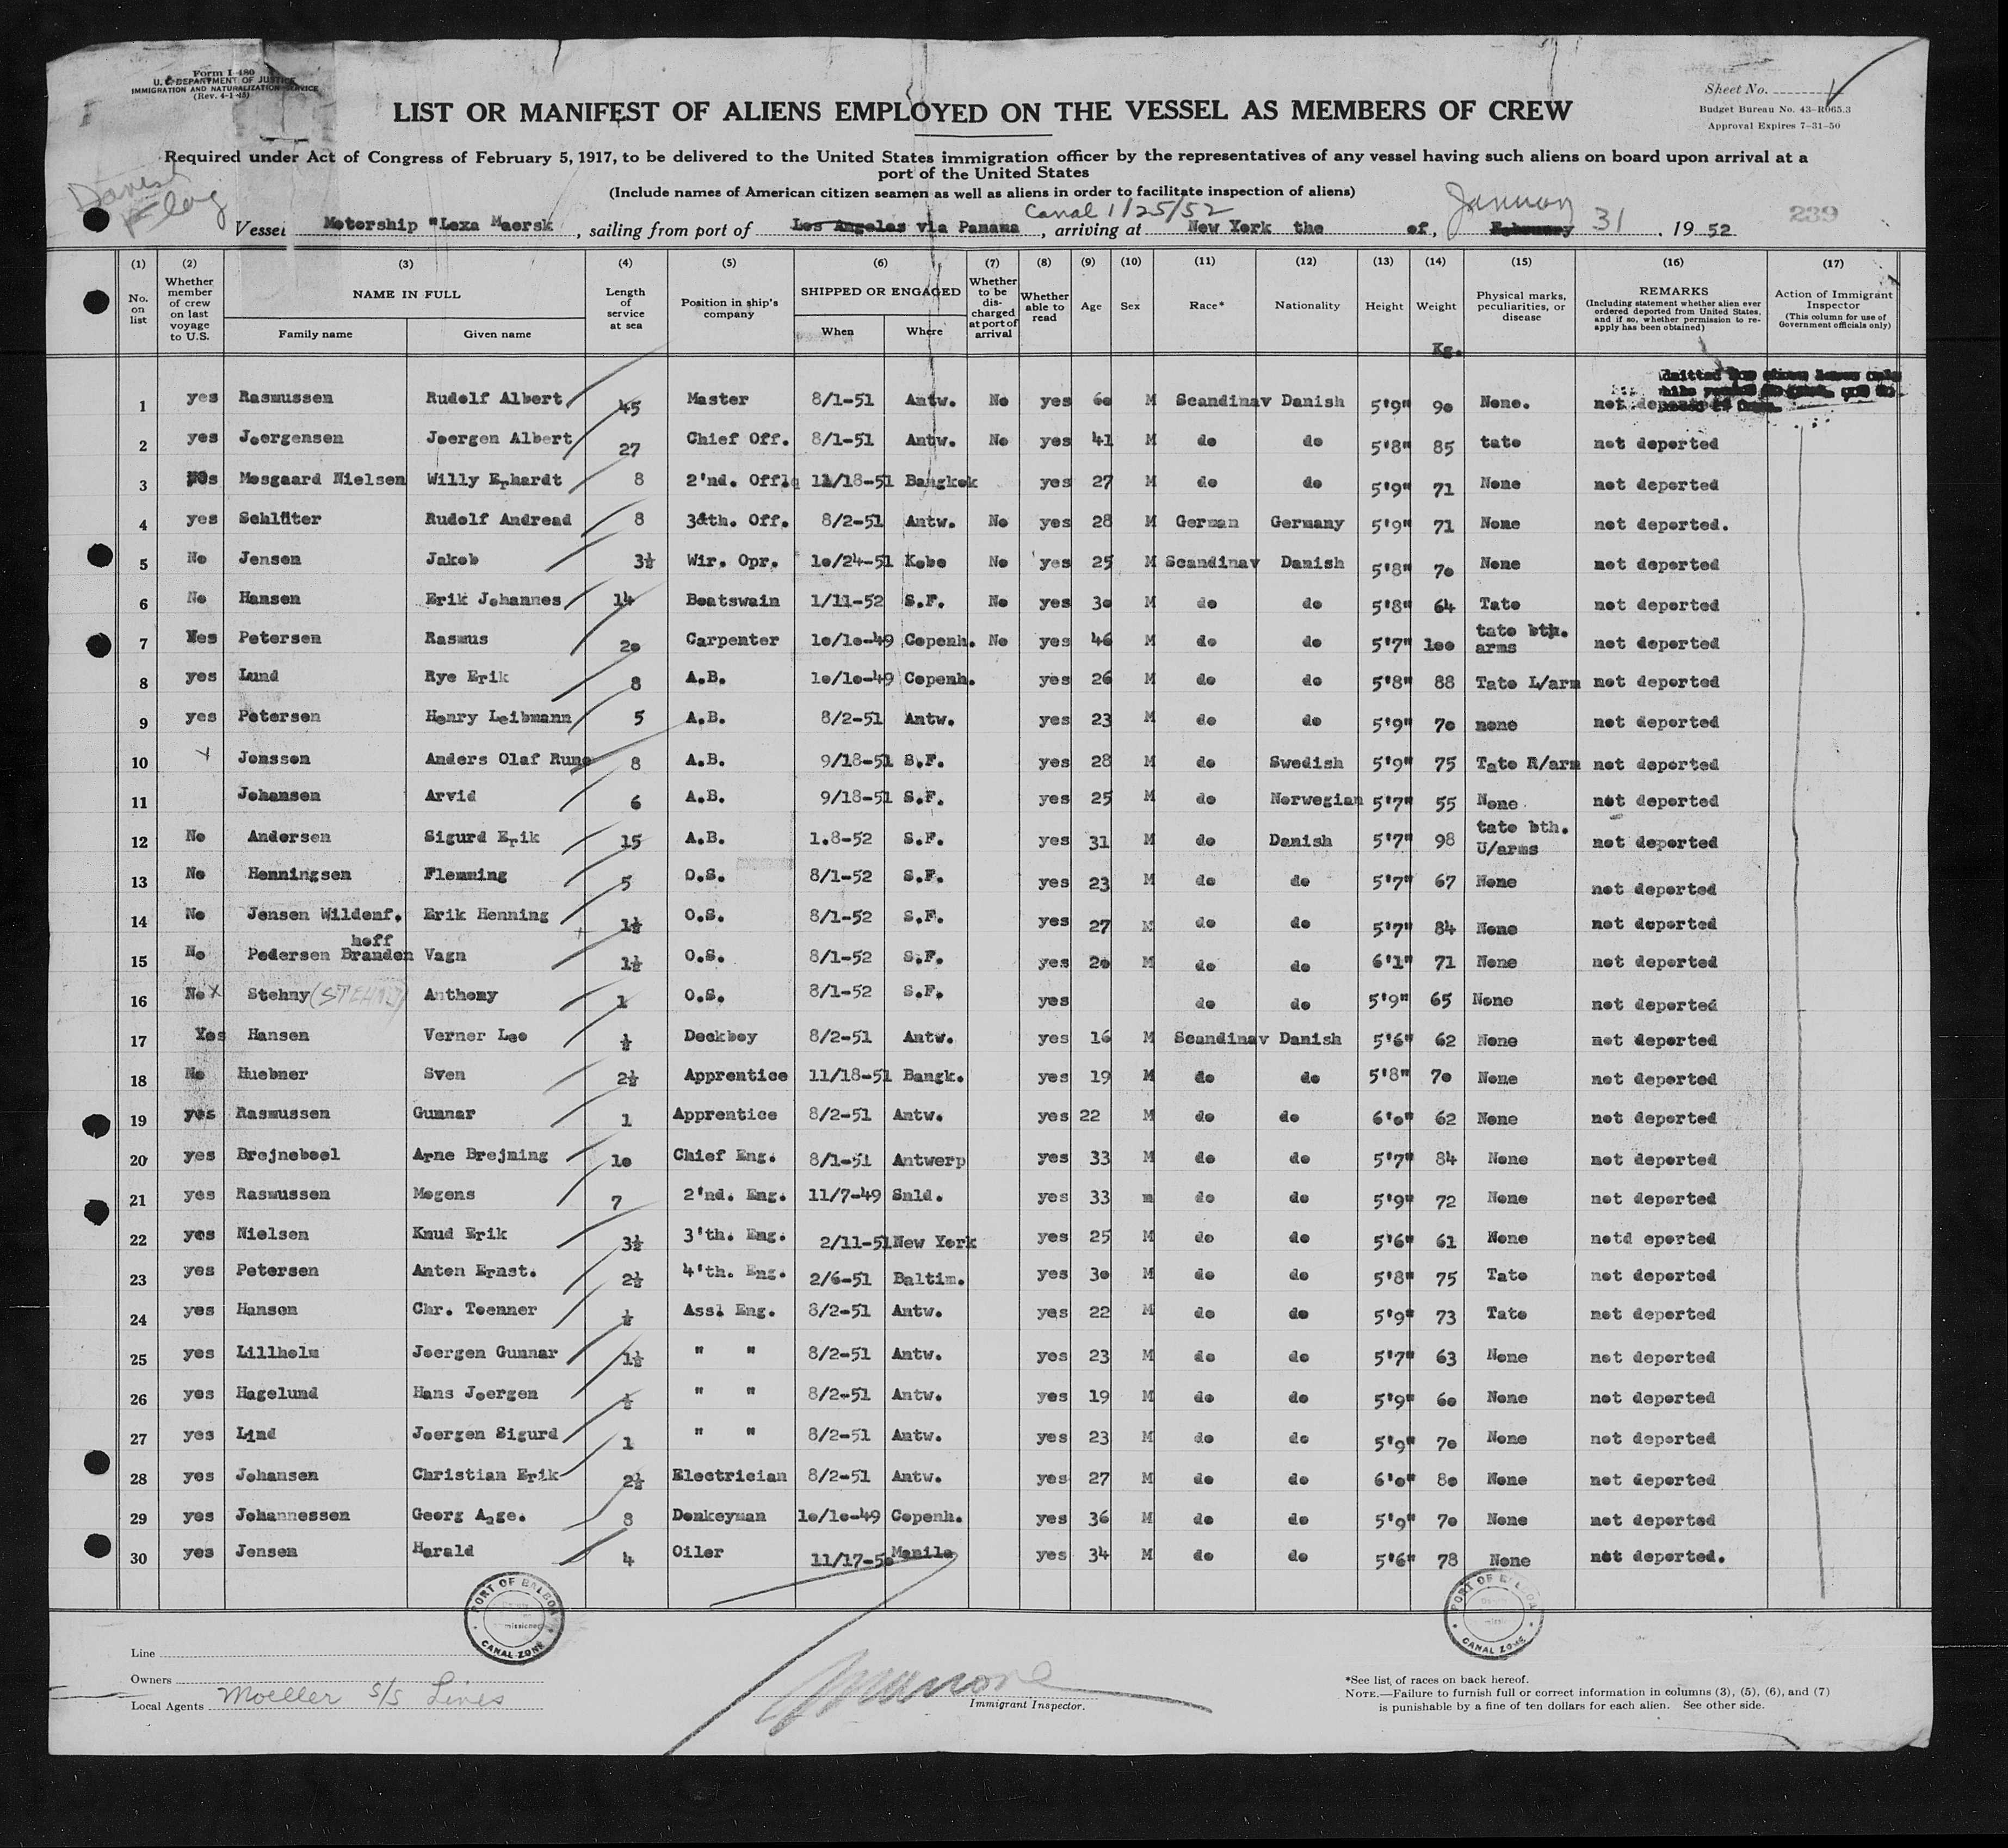 Form I-480
U. S. DEPARTMENT OF JUSTICE
IMMIGRATION AND NATURALIZATION SERVICE
(Rev. 4-1-45)
Sheet No.
Budget Bureau No. 43-R065.3
Approval Expires 7-31-50
LIST OR MANIFEST OF ALIENS EMPLOYED ON THE VESSEL AS MEMBERS OF CREW
Required under Act of Congress of February 5, 1917, to be delivered to the United States immigration officer by the representatives of any vessel having such aliens on board upon arrival at a
port of the United States
(Include names of American citizen seamen as well as aliens in order to facilitate inspection of aliens)
Danish
Flag
Canal 1/25/52
January
Vessel Motorship "Lexa Maersk, sailing from port of Los Angeles via Panama, arriving at New York the of, February 31, 1952
239
(1) (2) (3) (4) (5) (6) (7) (8) (9) (10) (11) (12) (13) (14) (15) (16) (17)
No. on list
Whether member of crew on last voyage to U.S.
NAME IN FULL
Family name Given name
Length of service at sea
Position in ship's company
SHIPPED OR ENGAGED
When Where
Whether to be discharged at port of arrival
Whether able to read
Age Sex Race* Nationality Height Weight
Kg.
Physical marks, peculiarities, or disease
REMARKS
(Including statement whether alien ever ordered deported from United States, and if so, whether permission to re-apply has been obtained)
Action of Immigrant Inspector
(This column for use of Government officials only)
1 yes Rasmussen Rudolf Albert 45 Master 8/1-51 Antw. No yes 60 M Scandinav Danish 5'9" 90 None. not deported
2 yes Joergensen Joergen Albert 27 Chief Off. 8/1-51 Antw. No yes 41 M do do 5'8" 85 tato not deported
3 yes Mosgaard Nielsen Willy Erhardt 8 2'nd. Off. 11/18-51 Bangkok yes 27 M do do 5'9" 71 None not deported
4 yes Schlüter Rudolf Andread 8 3dth. Off. 8/2-51 Antw. No yes 28 M German Germany 5'9" 71 None not deported.
5 No Jensen Jakob 3½ Wir. Opr. 10/24-51 Kobe No yes 25 M Scandinav Danish 5'8" 70 None not deported
6 No Hansen Erik Johannes 14 Boatswain 1/11-52 S.F. No yes 30 M do do 5'8" 64 Tato not deported
7 Yes Petersen Rasmus 20 Carpenter 10/10-49 Copenh. No yes 46 M do do 5'7" 100 tato bth. arms not deported
8 yes Lund Rye Erik 8 A.B. 10/10-49 Copenh. yes 26 M do do 5'8" 88 Tato L/arm not deported
9 yes Petersen Henry Leibmann 5 A.B. 8/2-51 Antw. yes 23 M do do 5'9" 70 none not deported
10 x Jonsson Anders Olaf Rune 8 A.B. 9/18-51 S.F. yes 28 M do Swedish 5'9" 75 Tato R/arm not deported
11 Johansen Arvid 6 A.B. 9/18-51 S.F. yes 25 M do Norwegian 5'7" 55 None not deported
12 No Andersen Sigurd Erik 15 A.B. 1.8-52 S.F. yes 31 M do Danish 5'7" 98 tato bth. U/arms not deported
13 No Henningsen Flemming 5 O.S. 8/1-52 S.F. yes 23 M do do 5'7" 67 None not deported
14 No Jensen Wildenf. Erik Henning 1½ O.S. 8/1-52 S.F. yes 27 M do do 5'7" 84 None not deported
hoff
15 No Pedersen Branden Vagn 1½ O.S. 8/1-52 S.F. yes 20 M do do 6'1" 71 None not deported
16 No x Stehny Anthony 1 O.S. 8/1-52 S.F. yes do do 5'9" 65 None not deported
17 Yes Hansen Verner Leo ½ Deckboy 8/2-51 Antw. yes 16 M Scandinav Danish 5'6" 62 None not deported
18 No Huebner Sven 2½ Apprentice 11/18-51 Bangk. yes 19 M do do 5'8" 70 None not deported
19 yes Rasmussen Gunnar 1 Apprentice 8/2-51 Antw. yes 22 M do do 6'0" 62 None not deported
20 yes Brejneboel Arne Brejning 10 Chief Eng. 8/1-51 Antwerp yes 33 M do do 5'7" 84 None not deported
21 yes Rasmussen Mogens 7 2'nd. Eng. 11/7-49 Snld. yes 33 m do do 5'9" 72 None not deported
22 yes Nielsen Knud Erik 3½ 3'th. Eng. 2/11-51 New York yes 25 M do do 5'6" 61 None notd eported
23 yes Petersen Anton Ernst. 2½ 4'th. Eng. 2/6-51 Baltim. yes 30 M do do 5'8" 75 Tato not deported
24 yes Hanson Chr. Toenner ½ Assl Eng. 8/2-51 Antw. yes 22 M do do 5'9" 73 Tato not deported
25 yes Lillholm Joergen Gunnar 1½ " " 8/2-51 Antw. yes 23 M do do 5'7" 63 None not deported
26 yes Hagelund Hans Joergen ½ " " 8/2-51 Antw. yes 19 M do do 5'9" 60 None not deported
27 yes Lind Joergen Sigurd 1 " " 8/2-51 Antw. yes 23 M do do 5'9" 70 None not deported
28 yes Johansen Christian Erik 2½ Electrician 8/2-51 Antw. yes 27 M do do 6'0" 80 None not deported
29 yes Johannessen Georg Aage. 8 Donkeyman 10/10-49 Copenh. yes 36 M do do 5'9" 70 None not deported
30 yes Jensen Harald 4 Oiler 11/17-50 Manila yes 34 M do do 5'6" 78 None not deported.
PORT OF BALBOA
CANAL ZONE
PORT OF BALBOA
CANAL ZONE
Line
Owners
Local Agents Moeller S/S Lines
Immigrant Inspector.
*See list of races on back hereof.
NOTE.—Failure to furnish full or correct information in columns (3), (5), (6), and (7)
is punishable by a fine of ten dollars for each alien. See other side.